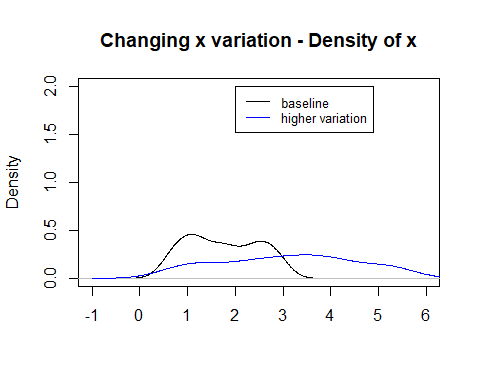 Changing x variation - Density of x
Density
2.0
1.5
1.0
0.5
0.0
baseline
higher variation
-1 0 1 2 3 4 5 6